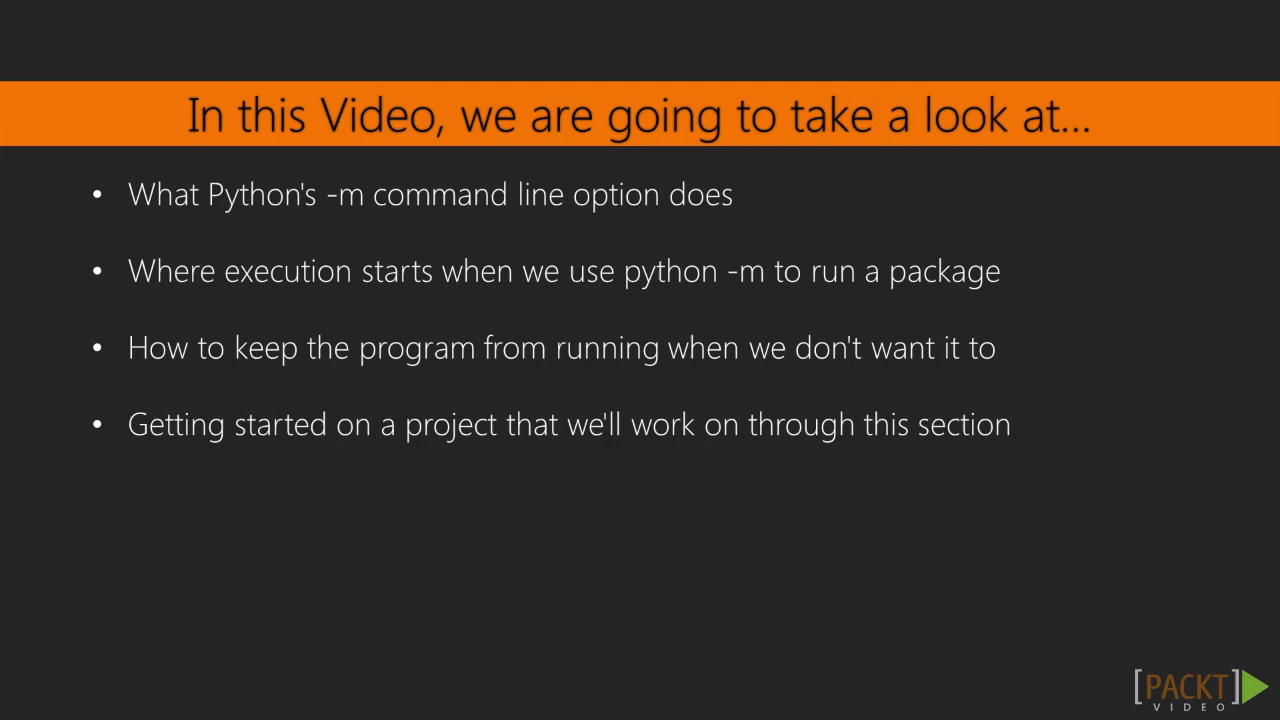 In this Video, we are going to take a look at...
• What Python's -m command line option does
• Where execution starts when we use python -m to run a package
• How to keep the program from running when we don't want it to
• Getting started on a project that we'll work on through this section
[PACKT]
VIDEO